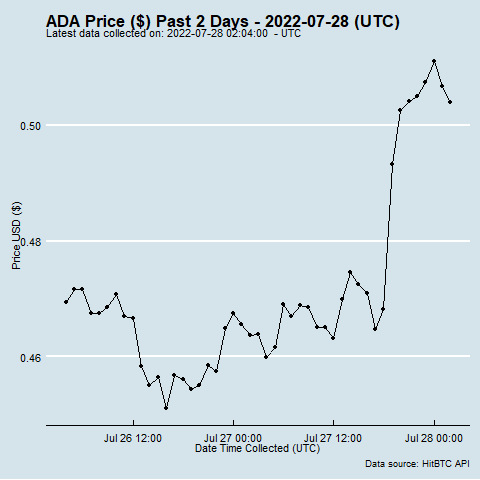 ADA Price ($) Past 2 Days - 2022-07-28 (UTC)
Latest data collected on: 2022-07-28 02:04:00 - UTC
0.50
0.48
0.46
Price USD ($)
Jul 26 12:00 Jul 27 00:00 Jul 27 12:00 Jul 28 00:00
Date Time Collected (UTC)
Data source: HitBTC API